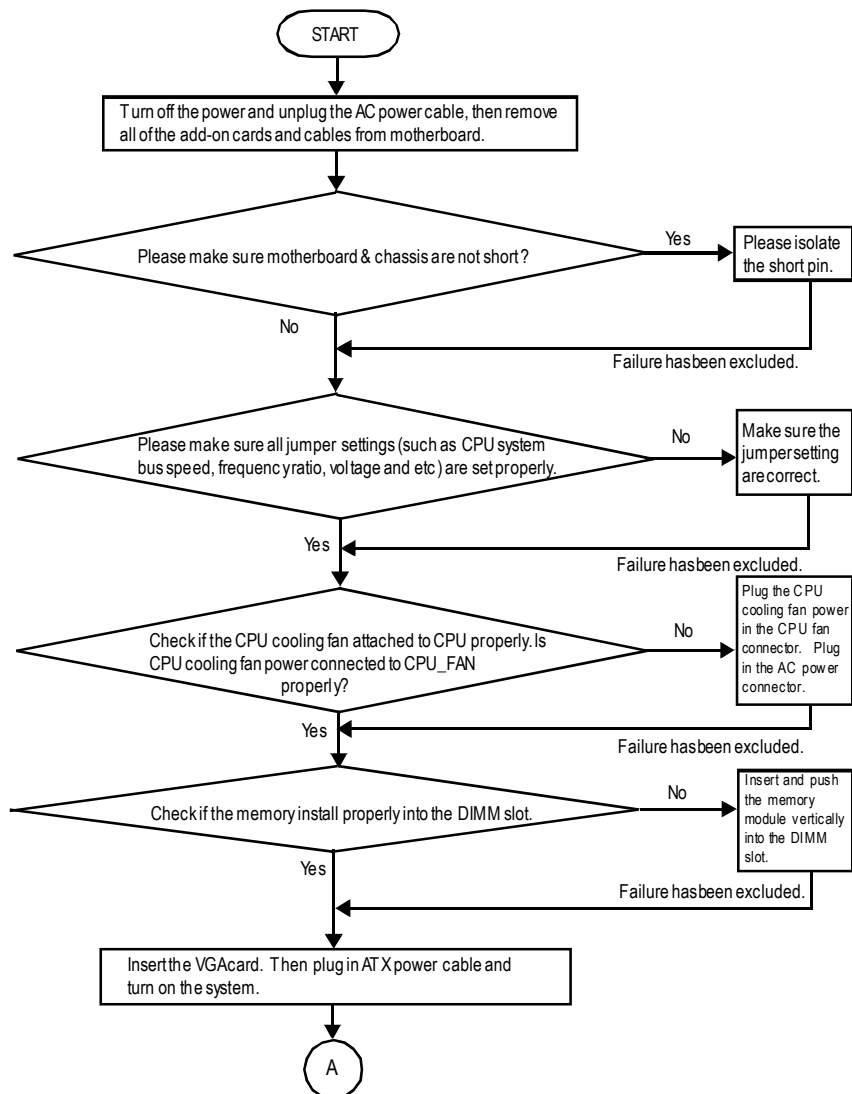 START
Turn off the power and unplug the AC power cable, then remove
all of the add-on cards and cables from motherboard.
Please make sure motherboard & chassis are not short?
Yes
Please isolate
the short pin.
No
Failure has been excluded.
Please make sure all jumper settings (such as CPU system
bus speed, frequency ratio, voltage and etc) are set properly.
No
Make sure the
jumper setting
are correct.
Yes
Failure has been excluded.
Check if the CPU cooling fan attached to CPU properly. Is
CPU cooling fan power connected to CPU_FAN
properly?
No
Plug the CPU
cooling fan power
in the CPU fan
connector. Plug
in the AC power
connector.
Yes
Failure has been excluded.
Check if the memory install properly into the DIMM slot.
No
Insert and push
the memory
module vertically
into the DIMM
slot.
Yes
Failure has been excluded.
Insert the VGA card. Then plug in ATX power cable and
turn on the system.
A